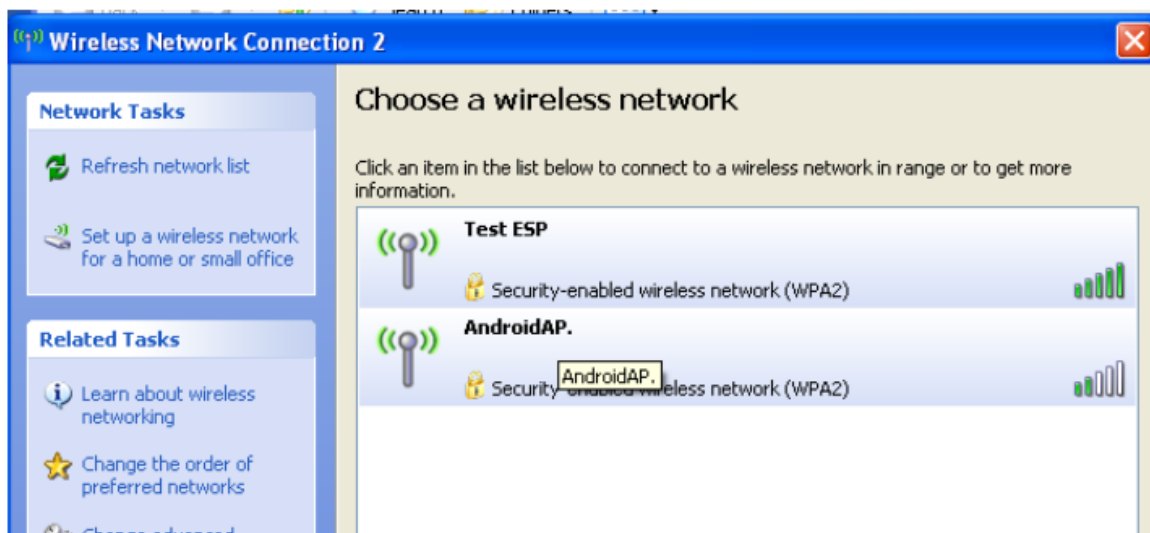 Wireless Network Connection 2
Network Tasks
Refresh network list
Set up a wireless network
for a home or small office
Related Tasks
Learn about wireless
networking
Change the order of
preferred networks
Choose a wireless network
Click an item in the list below to connect to a wireless network in range or to get more
information.
Test ESP
Security-enabled wireless network (WPA2)
AndroidAP.
AndroidAP.
Security-enabled wireless network (WPA2)